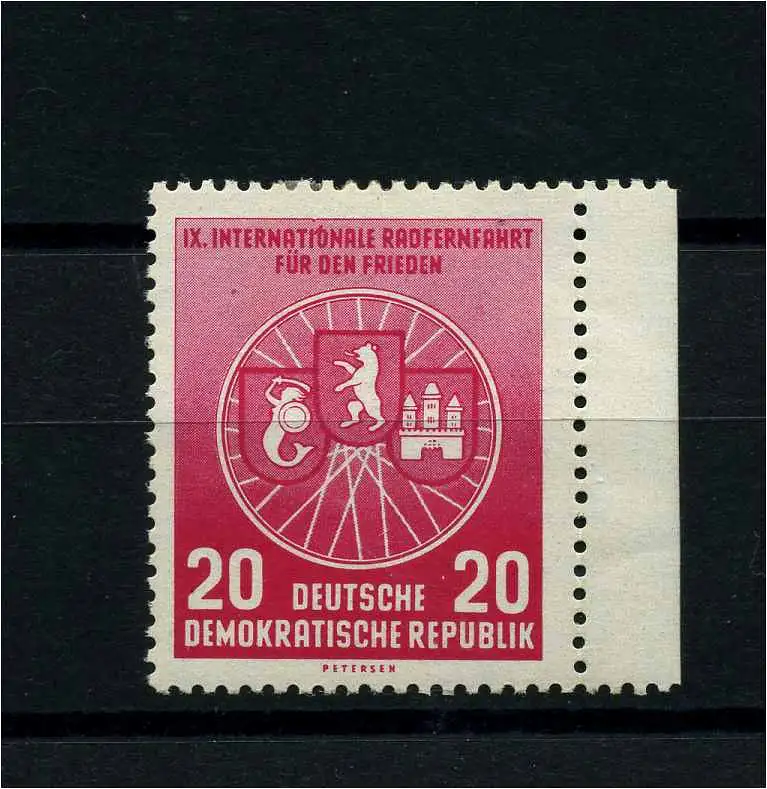 IX. INTERNATIONALE RADFERNFAHRT
FÜR DEN FRIEDEN
20 DEUTSCHE 20
DEMOKRATISCHE REPUBLIK
PETERSEN